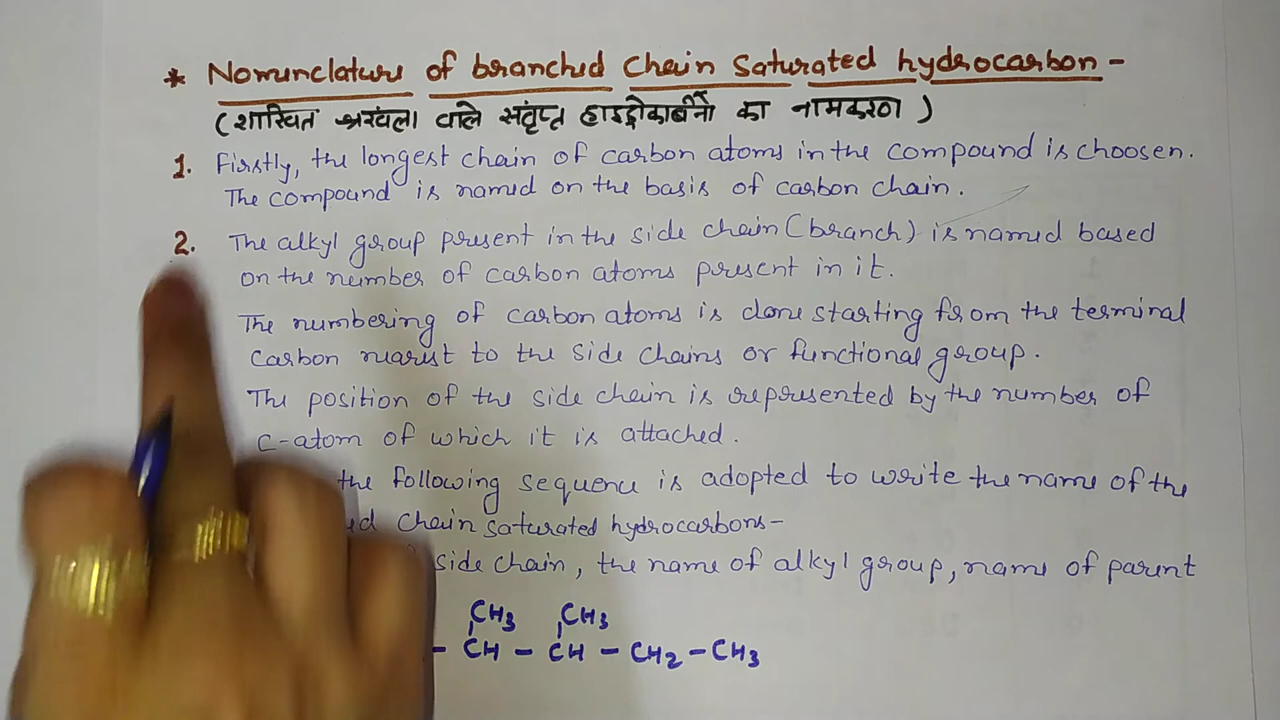 * Nomenclature of branched Chain Saturated hydrocarbon -
(शाखित श्रृंखला वाले संतृप्त हाइड्रोकार्बनों का नामकरण)
1. Firstly, the longest chain of carbon atoms in the compound is choosen.
The compound is named on the basis of carbon chain.
2. The alkyl group present in the side chain (branch) is named based
on the number of carbon atoms present in it.
The numbering of carbon atoms is done starting from the terminal
Carbon nearest to the side chains or functional group.
The position of the side chain is represented by the number of
C-atom of which it is attached.
the following sequence is adopted to write the name of the
chain saturated hydrocarbons-
side chain, the name of alkyl group, name of parent
CH3 CH3
- CH - CH - CH2 - CH3